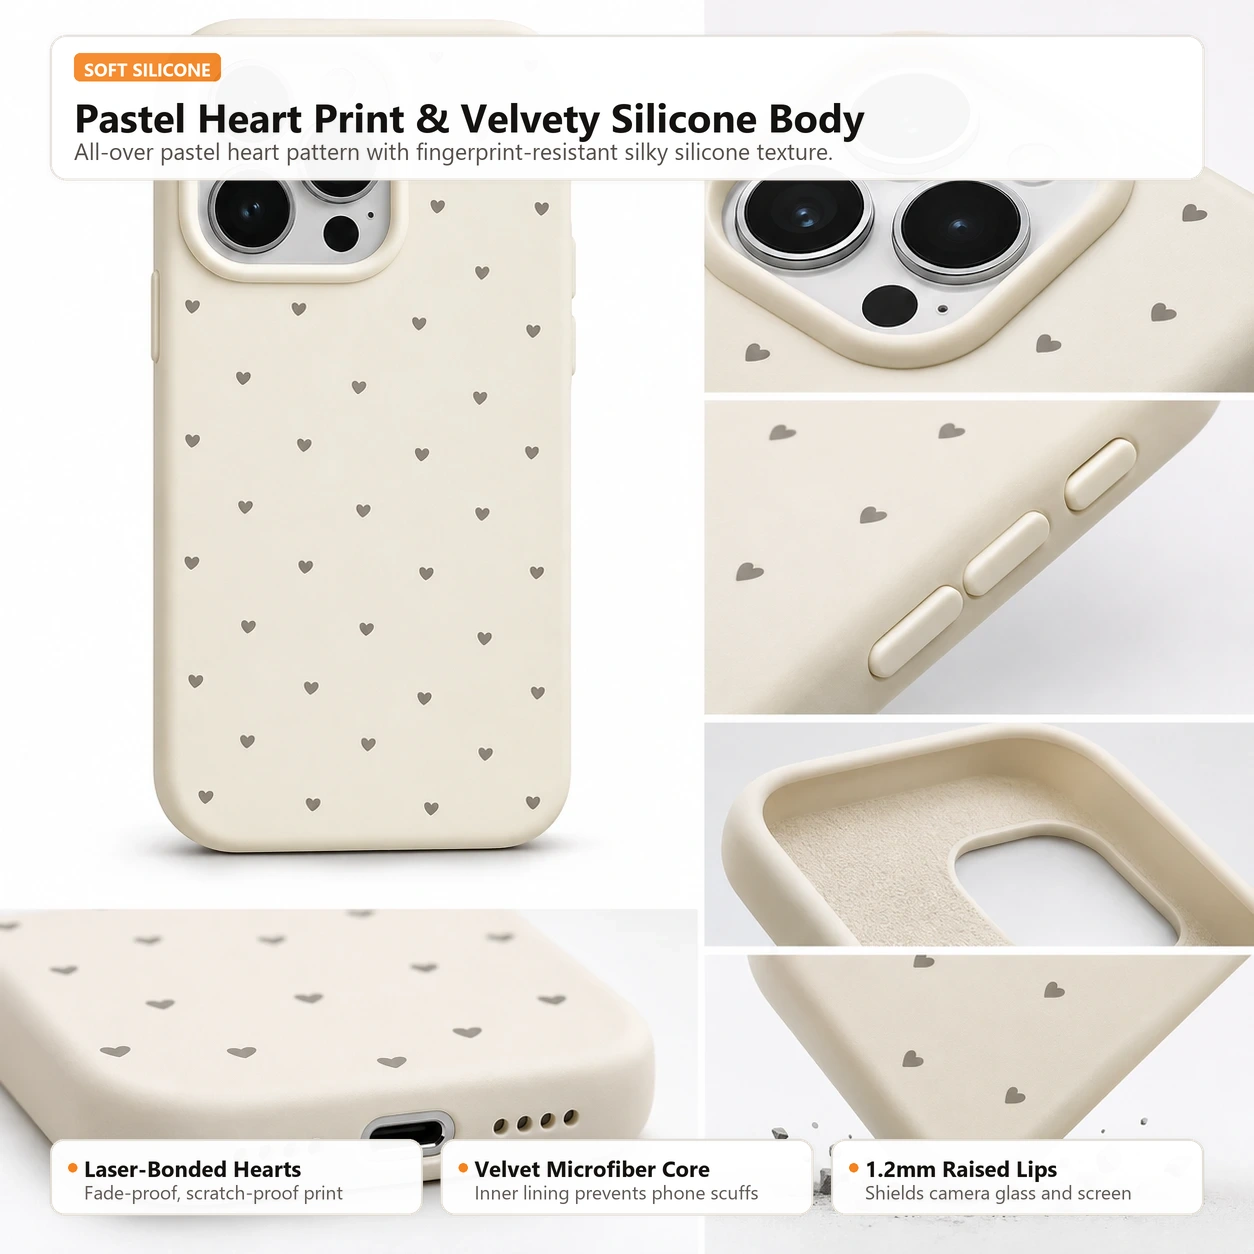 SOFT SILICONE
Pastel Heart Print & Velvety Silicone Body
All-over pastel heart pattern with fingerprint-resistant silky silicone texture.
Laser-Bonded Hearts
Fade-proof, scratch-proof print
Velvet Microfiber Core
Inner lining prevents phone scuffs
1.2mm Raised Lips
Shields camera glass and screen